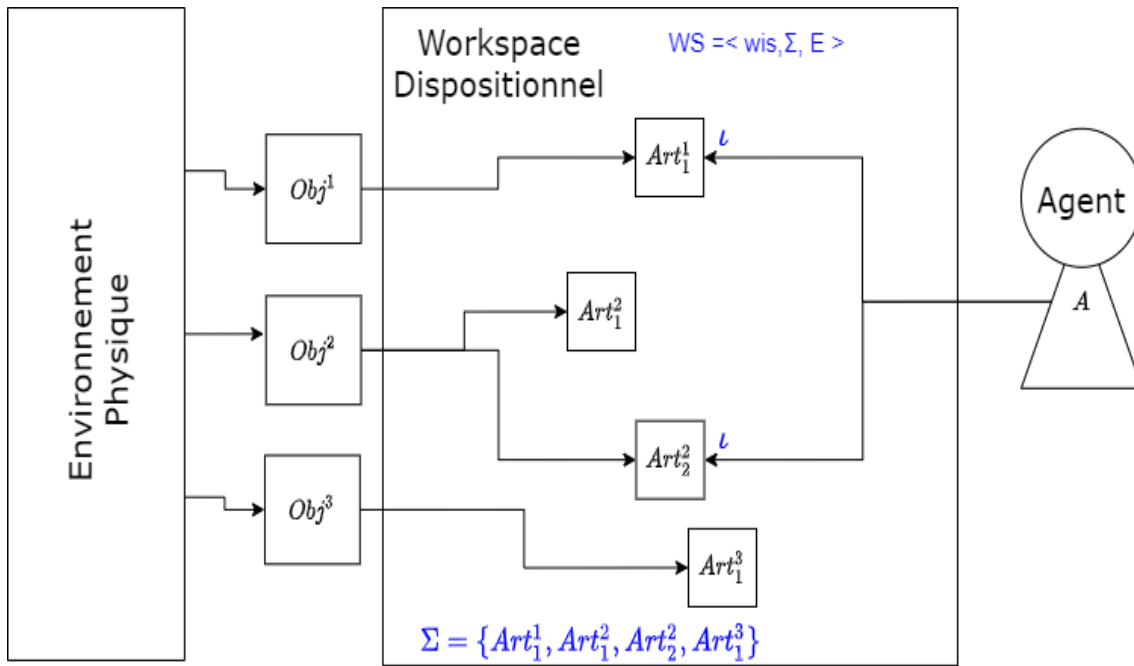 Workspace
Dispositionnel
WS =< wis,Σ, E >
Environnement
Physique
Obj¹
Obj²
Obj³
Art₁¹
ι
Art₁²
Art₂²
ι
Art₁³
Agent
A
Σ = {Art₁¹, Art₁², Art₂², Art₁³}